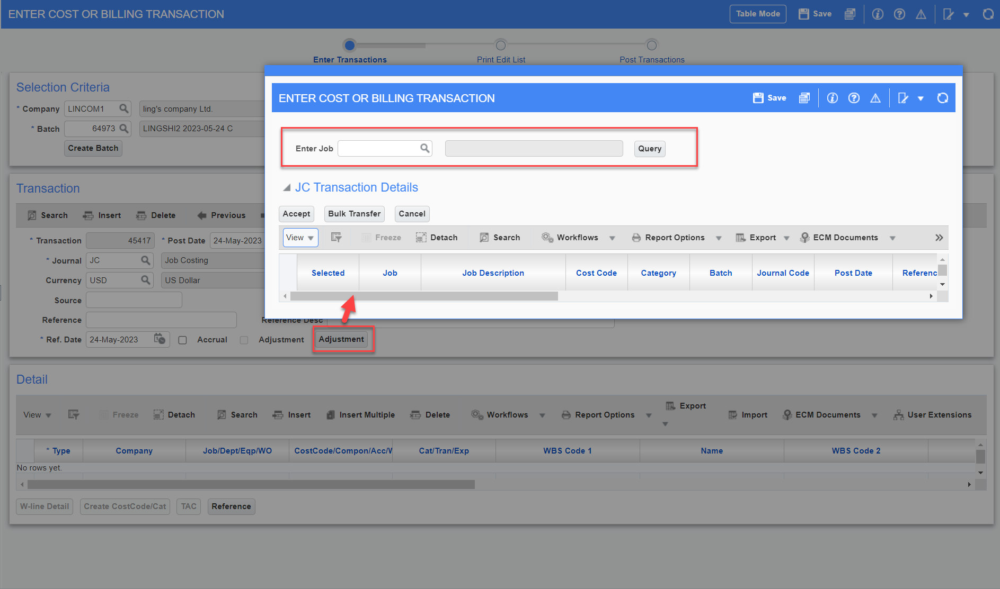 ENTER COST OR BILLING TRANSACTION
Table Mode Save
Enter Transactions Print Edit List Post Transactions
Selection Criteria
* Company LINCOM1 ling's company Ltd.
* Batch 64973 LINGSHI2 2023-05-24 C
Create Batch
Transaction
Search Insert Delete Previous
* Transaction 45417 * Post Date 24-May-2023
* Journal JC Job Costing
Currency USD US Dollar
Source
Reference Reference Desc
* Ref. Date 24-May-2023 Accrual Adjustment Adjustment
ENTER COST OR BILLING TRANSACTION
Save
Enter Job Query
JC Transaction Details
Accept Bulk Transfer Cancel
View Freeze Detach Search Workflows Report Options Export ECM Documents
Selected Job Job Description Cost Code Category Batch Journal Code Post Date Referenc
Detail
View Freeze Detach Search Insert Insert Multiple Delete Workflows Report Options Export Import ECM Documents User Extensions
* Type Company Job/Dept/Eqp/WO CostCode/Compon/Acc/W Cat/Tran/Exp WBS Code 1 Name WBS Code 2
No rows yet.
W-line Detail Create CostCode/Cat TAC Reference